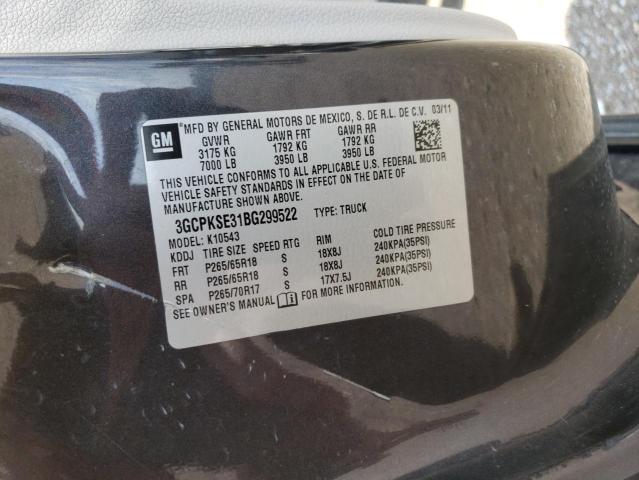 GM
MFD BY GENERAL MOTORS DE MEXICO, S. DE R.L. DE C.V. 03/11
GVWR GAWR FRT GAWR RR
3175 KG 1792 KG 1792 KG
7000 LB 3950 LB 3950 LB
THIS VEHICLE CONFORMS TO ALL APPLICABLE U.S. FEDERAL MOTOR
VEHICLE SAFETY STANDARDS IN EFFECT ON THE DATE OF
MANUFACTURE SHOWN ABOVE.
3GCPKSE31BG299522 TYPE: TRUCK
MODEL: K10543
KDDJ TIRE SIZE SPEED RTG RIM COLD TIRE PRESSURE
FRT P265/65R18 S 18X8J 240KPA(35PSI)
RR P265/65R18 S 18X8J 240KPA(35PSI)
SPA P265/70R17 S 17X7.5J 240KPA(35PSI)
SEE OWNER'S MANUAL FOR MORE INFORMATION.